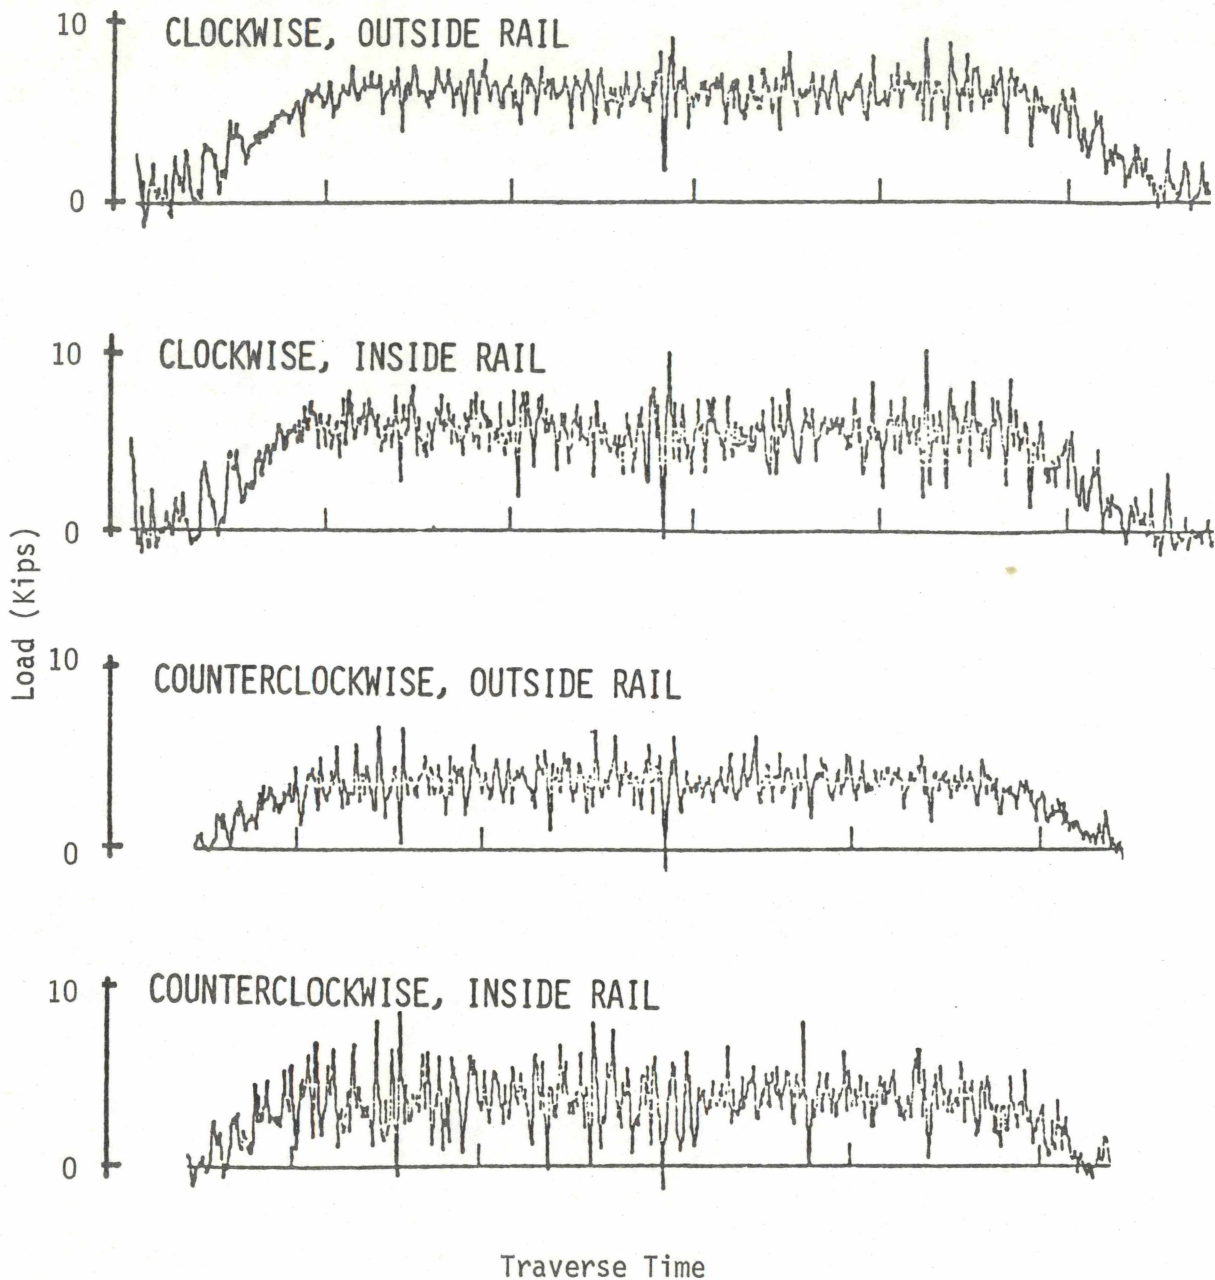 10
CLOCKWISE, OUTSIDE RAIL
0
10
CLOCKWISE, INSIDE RAIL
0
Load (Kips)
10
COUNTERCLOCKWISE, OUTSIDE RAIL
0
10
COUNTERCLOCKWISE, INSIDE RAIL
0
Traverse Time